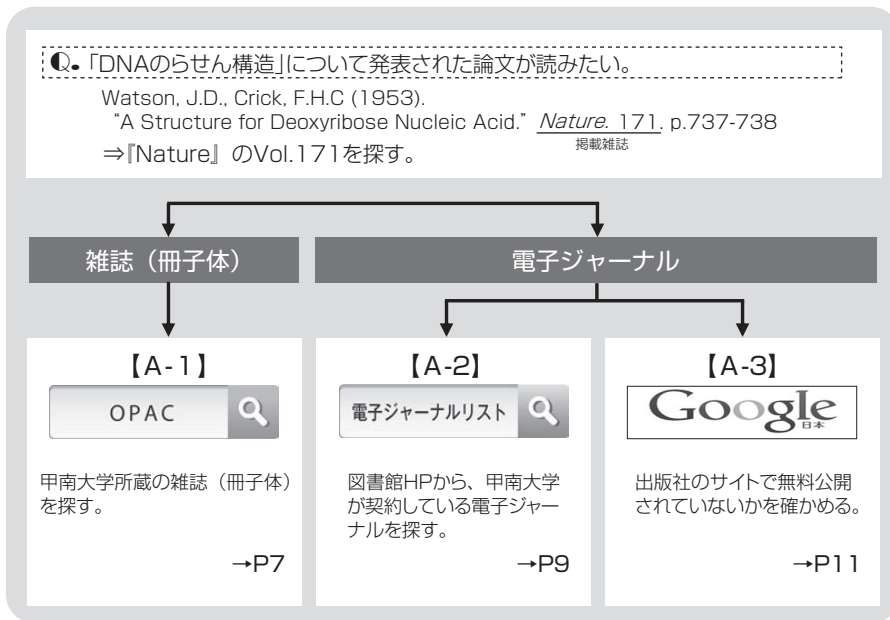 Q.「DNAのらせん構造」について発表された論文が読みたい。
Watson, J.D., Crick, F.H.C (1953).
“A Structure for Deoxyribose Nucleic Acid.” Nature. 171. p.737-738
掲載雑誌
⇒『Nature』のVol.171を探す。
雑誌（冊子体）
電子ジャーナル
【A-1】
OPAC
甲南大学所蔵の雑誌（冊子体）
を探す。
→P7
【A-2】
電子ジャーナルリスト
図書館HPから、甲南大学
が契約している電子ジャー
ナルを探す。
→P9
【A-3】
Google
日本
出版社のサイトで無料公開
されていないかを確かめる。
→P11